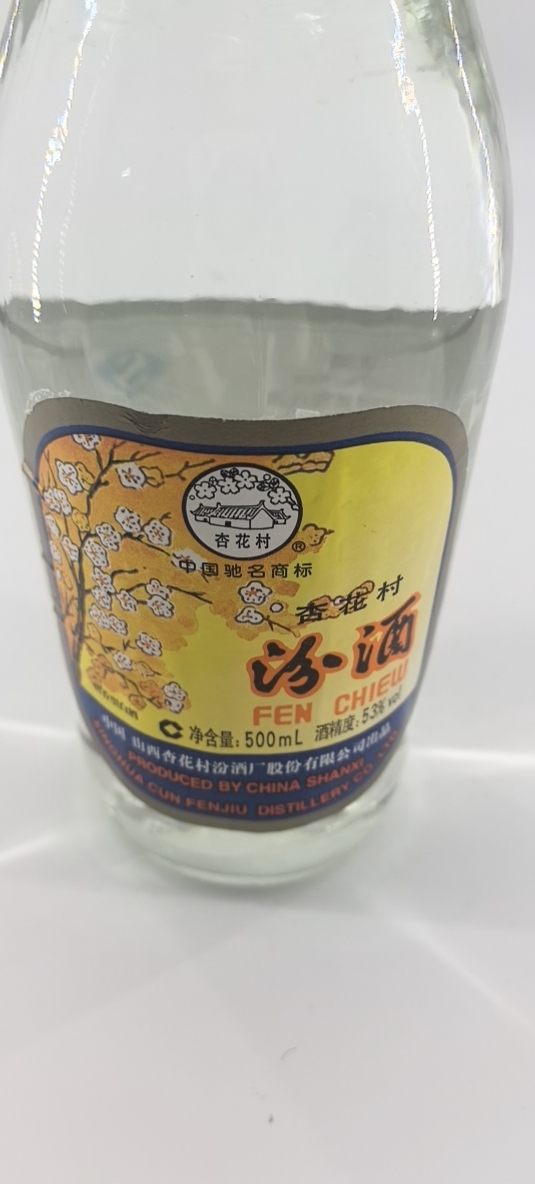 杏花村
®
中国驰名商标
杏花村
汾酒
FEN CHIEW
C 净含量:500mL 酒精度:53%vol
中国 山西杏花村汾酒厂股份有限公司出品
PRODUCED BY CHINA SHANXI
XINGHUA CUN FENJIU DISTILLERY CO.,LTD